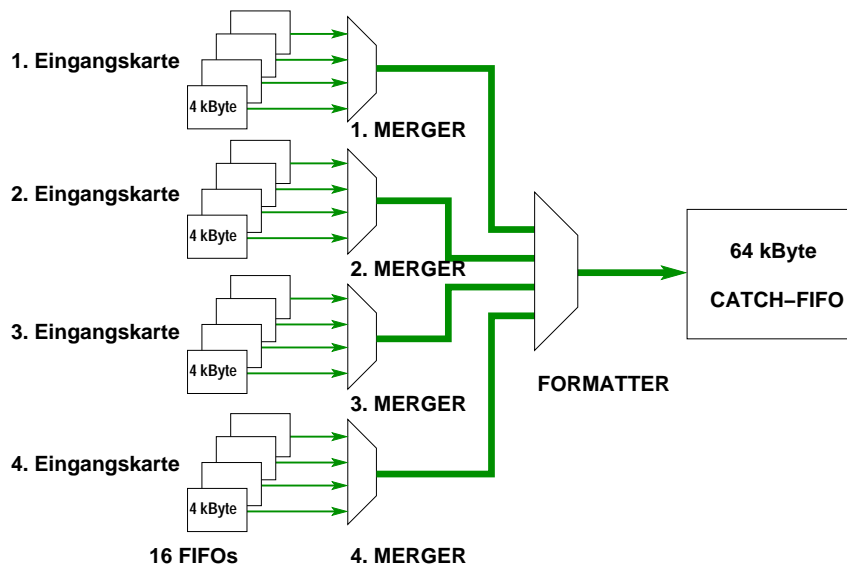 1. Eingangskarte
4 kByte
1. MERGER
2. Eingangskarte
4 kByte
2. MERGER
64 kByte
CATCH–FIFO
3. Eingangskarte
4 kByte
3. MERGER
FORMATTER
4. Eingangskarte
4 kByte
16 FIFOs
4. MERGER